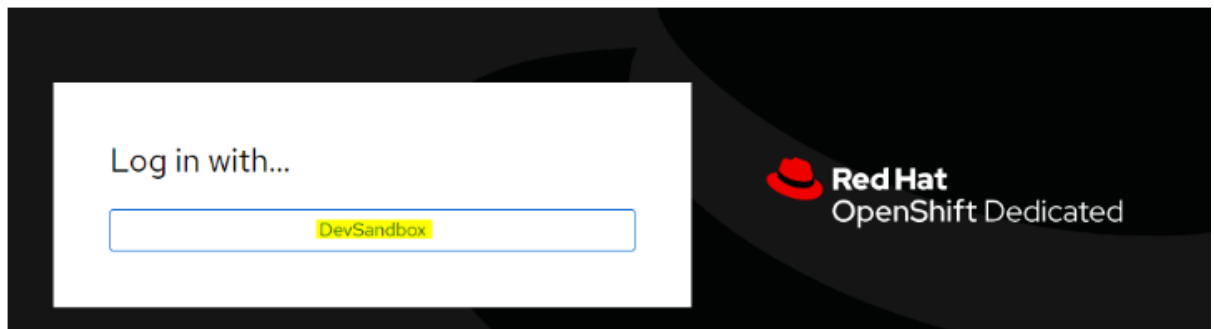 Log in with...
DevSandbox
Red Hat
OpenShift Dedicated